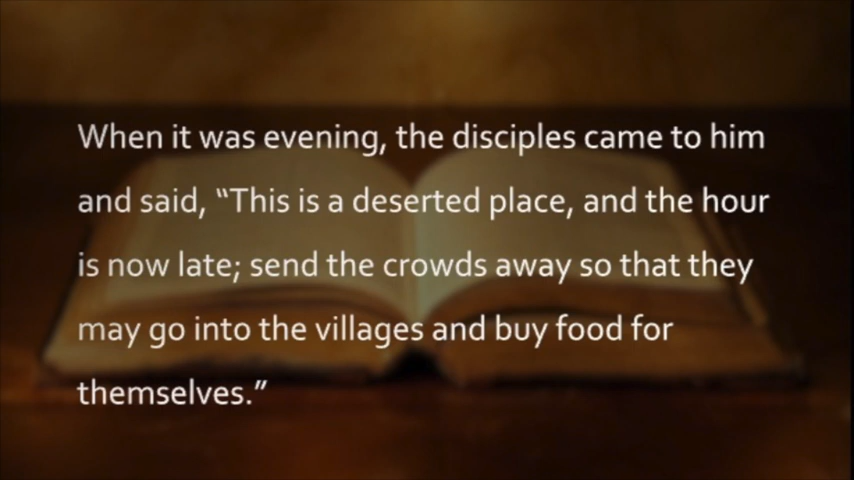 When it was evening, the disciples came to him
and said, “This is a deserted place, and the hour
is now late; send the crowds away so that they
may go into the villages and buy food for
themselves.”